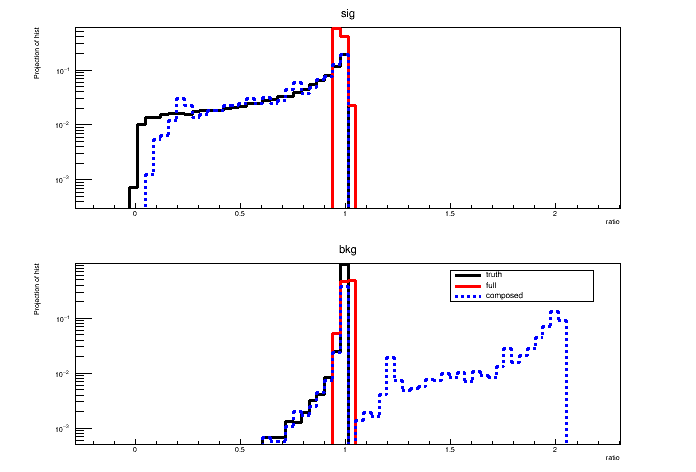 sig
Projection of hist
10⁻¹
10⁻²
10⁻³
0 0.5 1 1.5 2
ratio
bkg
Projection of hist
truth
full
composed
10⁻¹
10⁻²
10⁻³
0 0.5 1 1.5 2
ratio